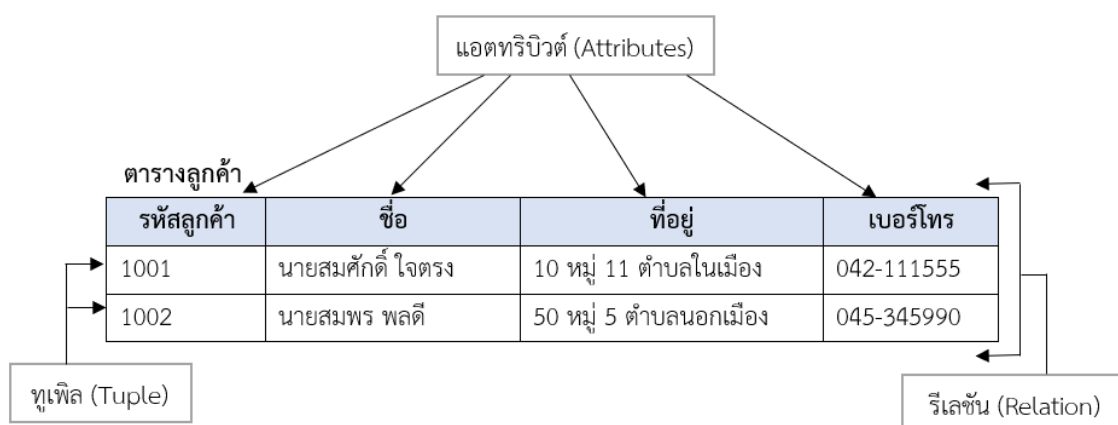 แอตทริบิวต์ (Attributes)
ตารางลูกค้า
รหัสลูกค้า ชื่อ ที่อยู่ เบอร์โทร
1001 นายสมศักดิ์ ใจตรง 10 หมู่ 11 ตำบลในเมือง 042-111555
1002 นายสมพร พลดี 50 หมู่ 5 ตำบลนอกเมือง 045-345990
ทูเพิล (Tuple)
รีเลชัน (Relation)